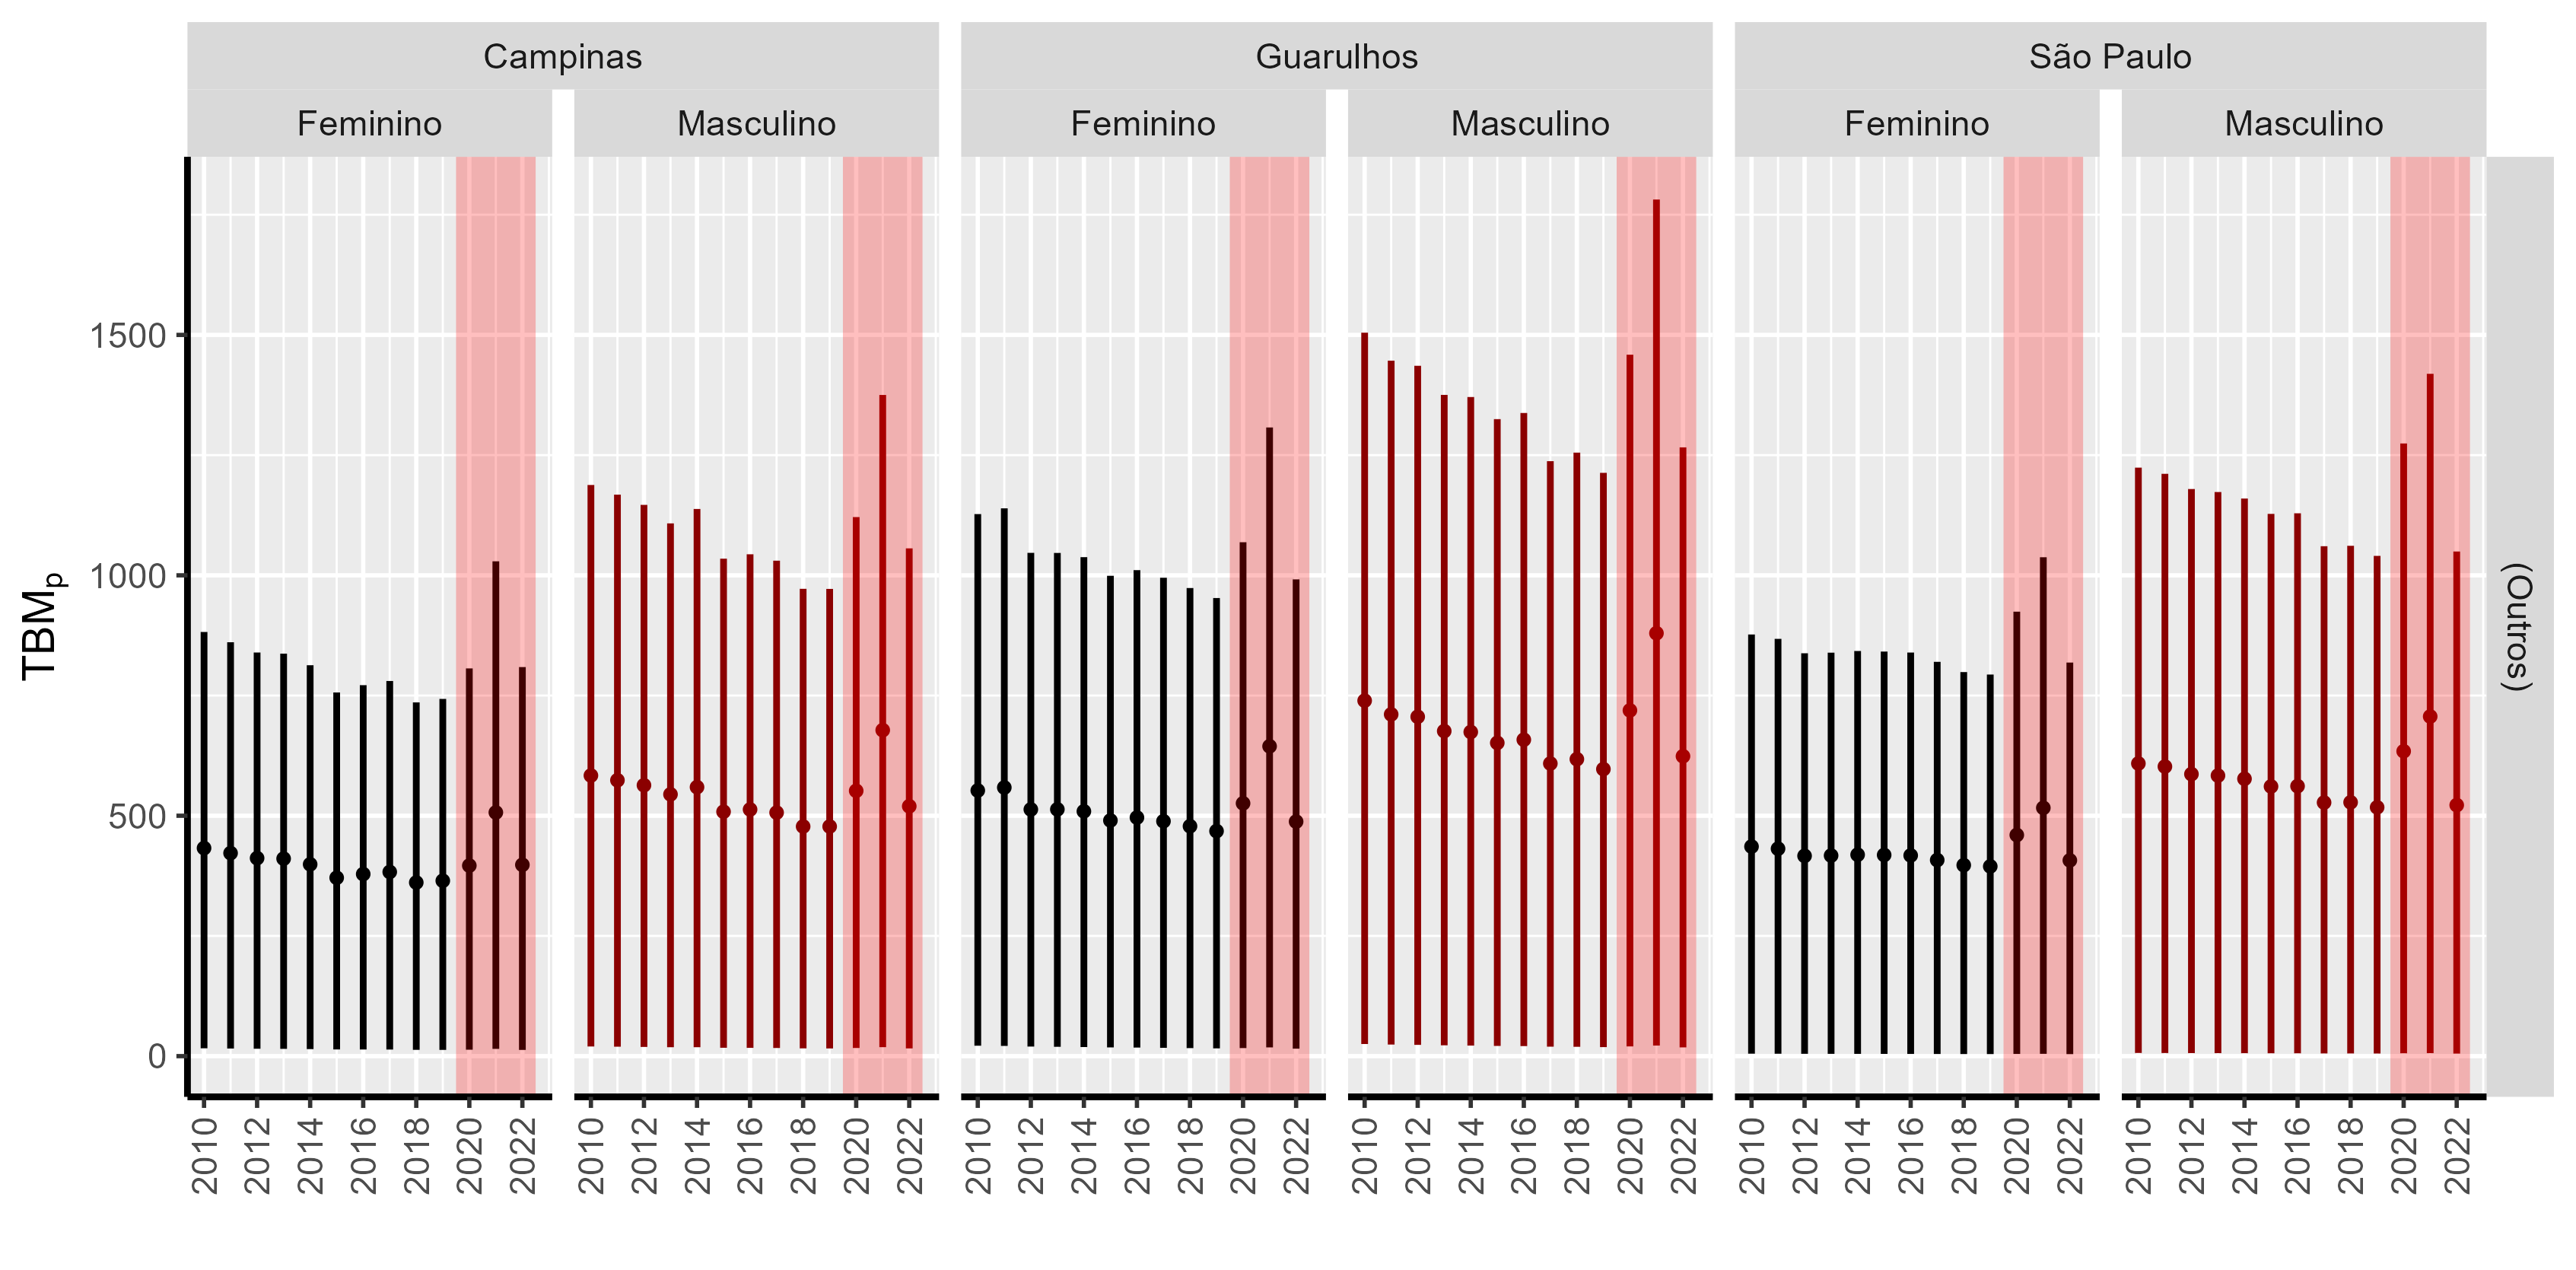 Campinas Guarulhos São Paulo
Feminino Masculino Feminino Masculino Feminino Masculino
TBMp
1500
1000
500
0
(Outros)
2010 2012 2014 2016 2018 2020 2022 2010 2012 2014 2016 2018 2020 2022 2010 2012 2014 2016 2018 2020 2022 2010 2012 2014 2016 2018 2020 2022 2010 2012 2014 2016 2018 2020 2022 2010 2012 2014 2016 2018 2020 2022